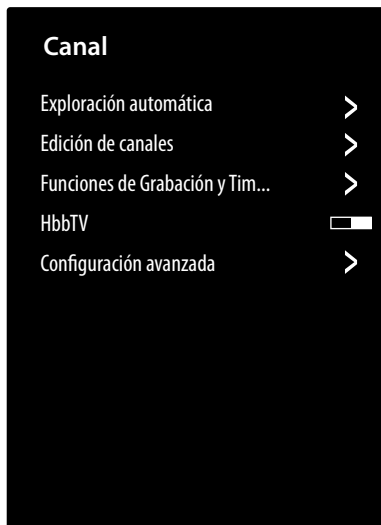 Canal
Exploración automática
Edición de canales
Funciones de Grabación y Tim...
HbbTV
Configuración avanzada